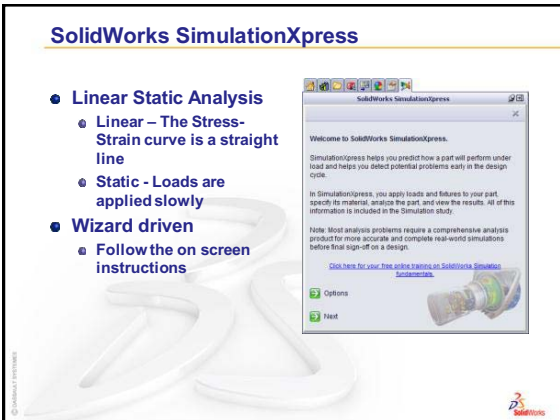 SolidWorks SimulationXpress
Linear Static Analysis
Linear – The Stress-
Strain curve is a straight
line
Static - Loads are
applied slowly
Wizard driven
Follow the on screen
instructions
SolidWorks SimulationXpress
Welcome to SolidWorks SimulationXpress.
SimulationXpress helps you predict how a part will perform under
load and helps you detect potential problems early in the design
cycle.
In SimulationXpress, you apply loads and fixtures to your part,
specify its material, analyze the part, and view the results. All of this
information is included in the Simulation study.
Note: Most analysis problems require a comprehensive analysis
product for more accurate and complete real-world simulations
before final sign-off on a design.
Click here for your free online training on SolidWorks Simulation
fundamentals.
Options
Next
© DASSAULT SYSTEMES
SolidWorks